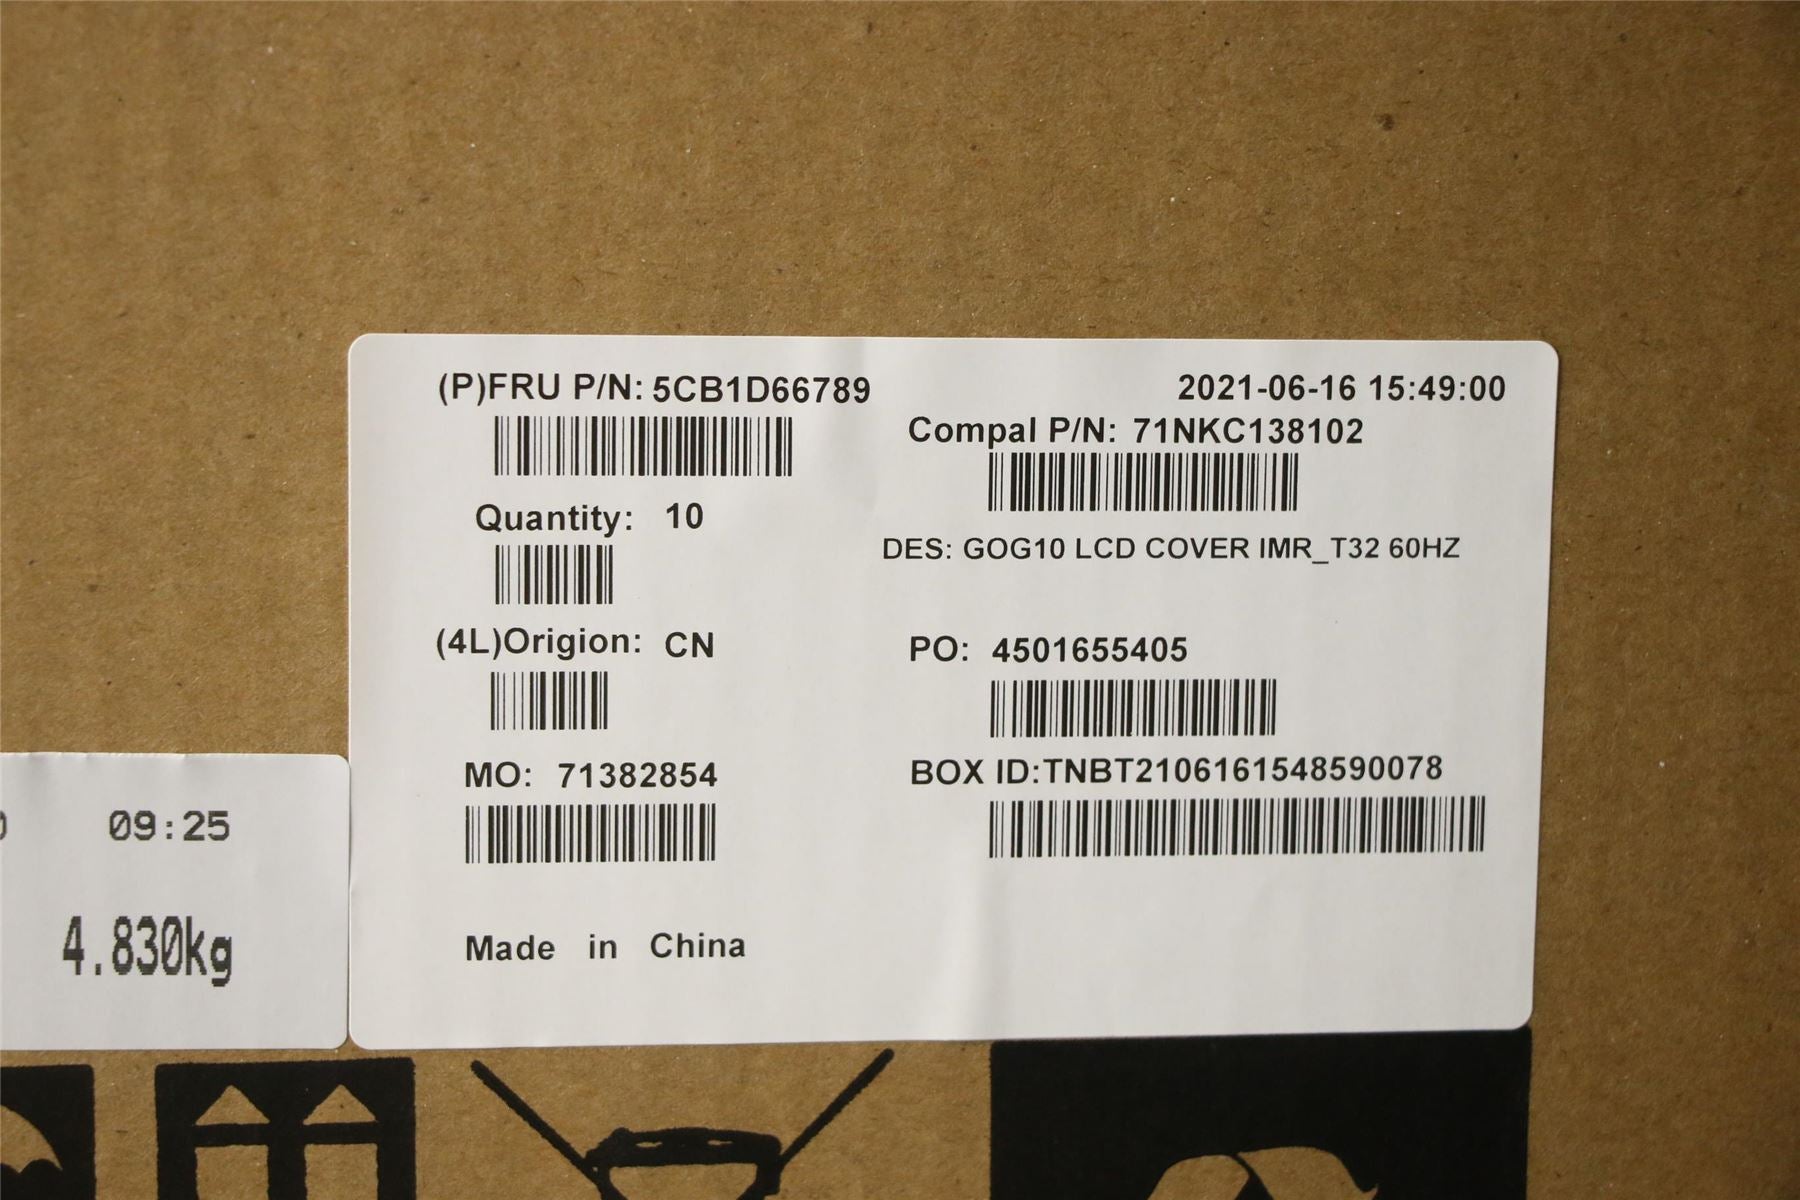 (P)FRU P/N: 5CB1D66789
2021-06-16 15:49:00
Compal P/N: 71NKC138102
Quantity: 10
DES: GOG10 LCD COVER IMR_T32 60HZ
(4L)Origion: CN
PO: 4501655405
MO: 71382854
BOX ID:TNBT2106161548590078
Made in China
09:25
4.830kg